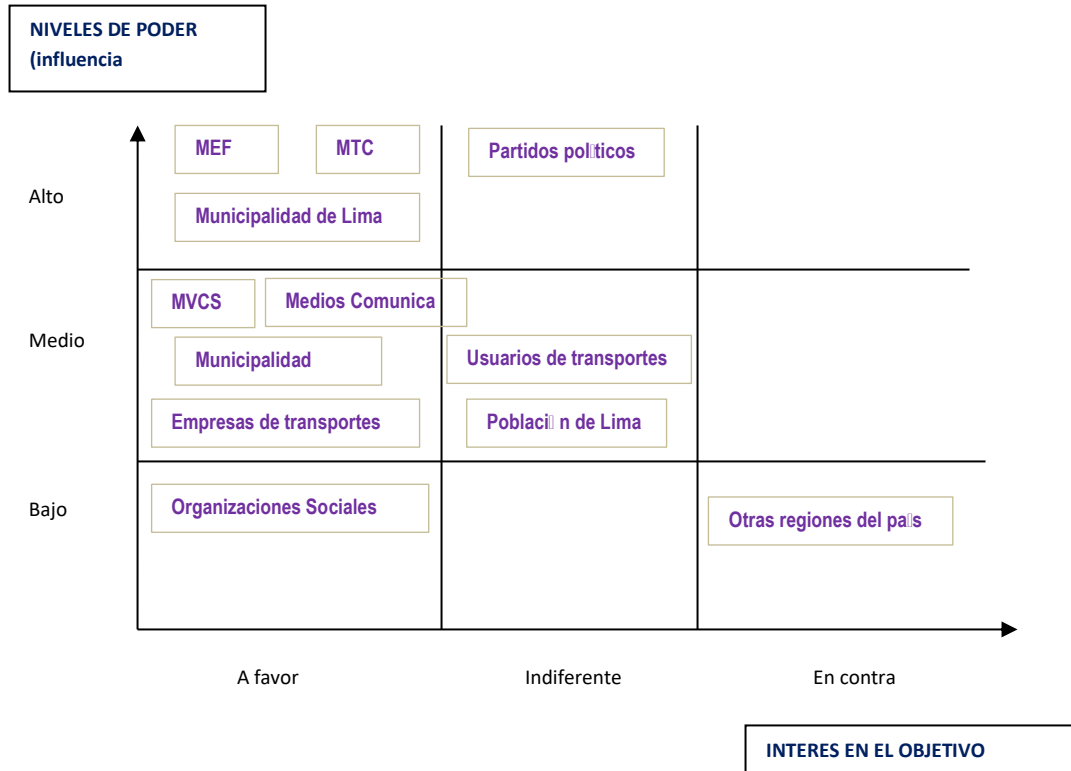 NIVELES DE PODER
(influencia
MEF
MTC
Partidos pol▯ticos
Alto
Municipalidad de Lima
MVCS
Medios Comunica
Medio
Municipalidad
Usuarios de transportes
Empresas de transportes
Poblaci▯ n de Lima
Bajo
Organizaciones Sociales
Otras regiones del pa▯s
A favor
Indiferente
En contra
INTERES EN EL OBJETIVO